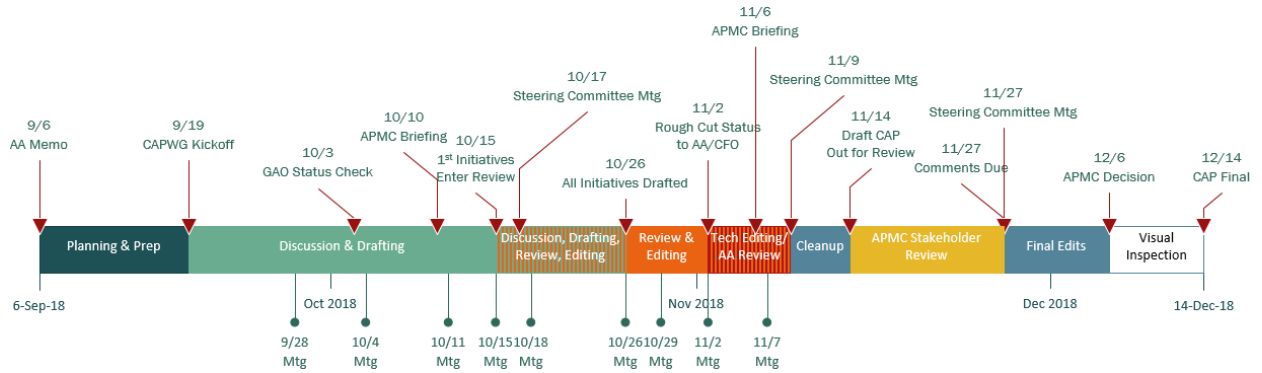 9/6
AA Memo
9/19
CAPWG Kickoff
10/3
GAO Status Check
10/10
APMC Briefing
10/15
1st Initiatives
Enter Review
10/17
Steering Committee Mtg
10/26
All Initiatives Drafted
11/2
Rough Cut Status
to AA/CFO
11/6
APMC Briefing
11/9
Steering Committee Mtg
11/14
Draft CAP
Out for Review
11/27
Steering Committee Mtg
11/27
Comments Due
12/6
APMC Decision
12/14
CAP Final
Planning & Prep
Discussion & Drafting
Discussion, Drafting,
Review, Editing
Review &
Editing
Tech Editing/
AA Review
Cleanup
APMC Stakeholder
Review
Final Edits
Visual
Inspection
6-Sep-18
Oct 2018
Nov 2018
Dec 2018
14-Dec-18
9/28
Mtg
10/4
Mtg
10/11
Mtg
10/15
Mtg
10/18
Mtg
10/26
Mtg
10/29
Mtg
11/2
Mtg
11/7
Mtg